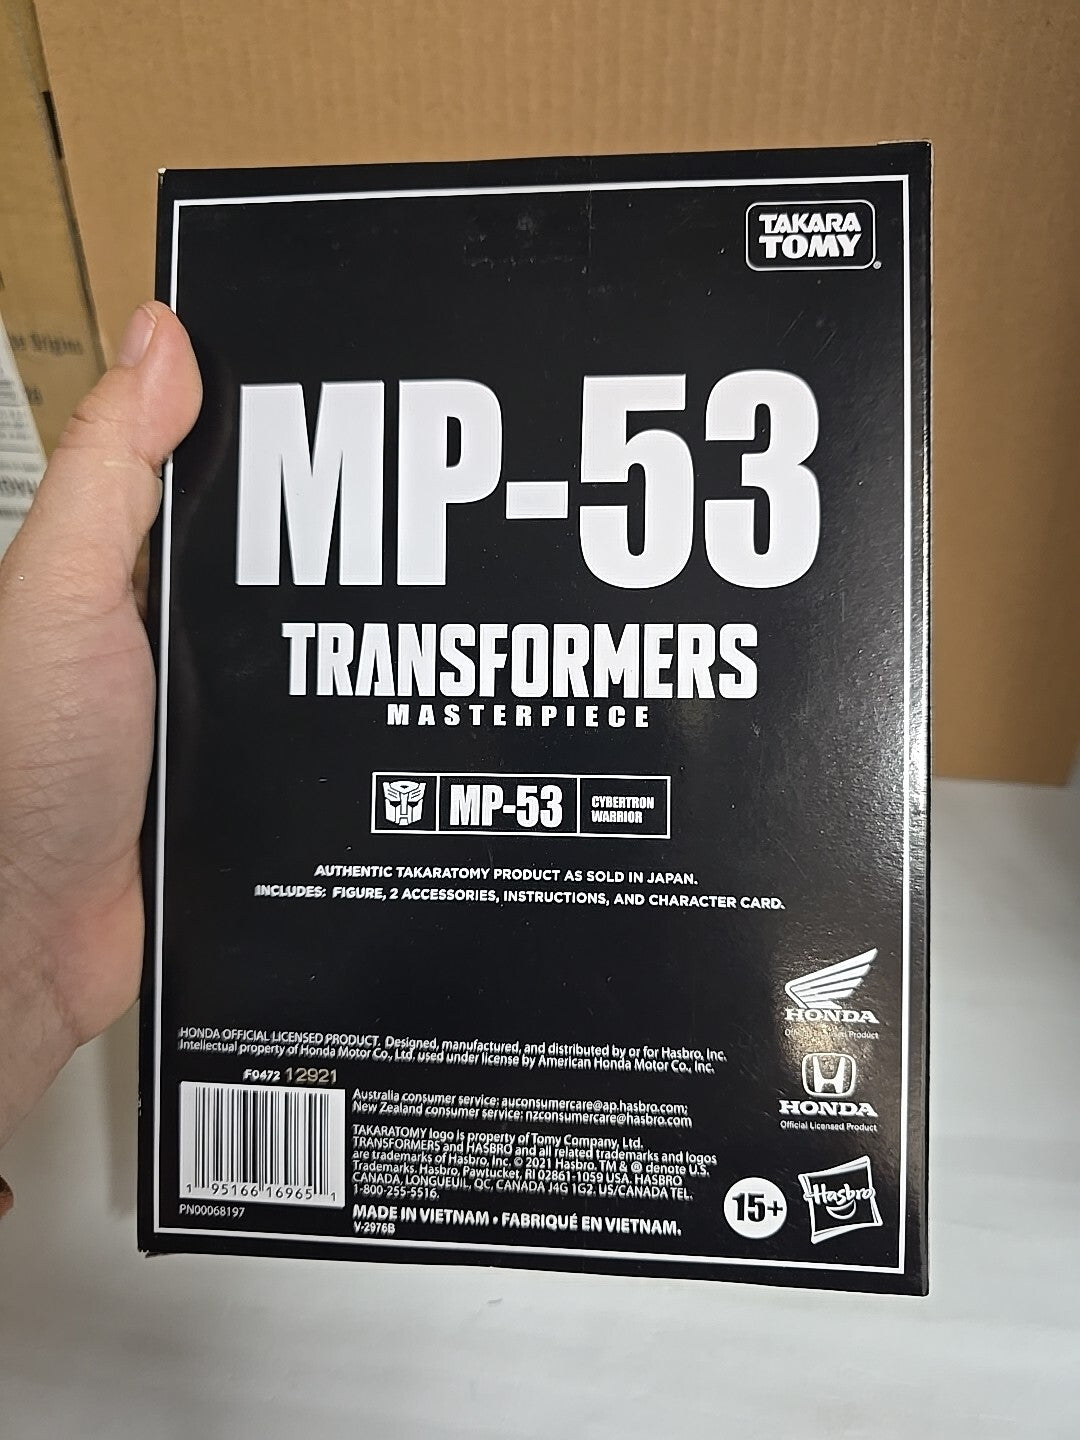 TAKARA
TOMY
MP-53
TRANSFORMERS
MASTERPIECE
MP-53
CYBERTRON
WARRIOR
AUTHENTIC TAKARATOMY PRODUCT AS SOLD IN JAPAN.
INCLUDES: FIGURE, 2 ACCESSORIES, INSTRUCTIONS, AND CHARACTER CARD.
HONDA
Product
HONDA
Official Licensed Product
HONDA OFFICIAL LICENSED PRODUCT. Designed, manufactured, and distributed by or for Hasbro, Inc.
Intellectual property of Honda Motor Co., Ltd. used under license by American Honda Motor Co., Inc.
F0472 12921
1 95166 16965 1
PN00068197
Australia consumer service: auconsumercare@ap.hasbro.com;
New Zealand consumer service: nzconsumercare@hasbro.com
TAKARATOMY logo is property of Tomy Company, Ltd.
TRANSFORMERS and HASBRO and all related trademarks and logos
are trademarks of Hasbro, Inc. © 2021 Hasbro. TM & ® denote U.S.
Trademarks. Hasbro, Pawtucket, RI 02861-1059 USA. HASBRO
CANADA, LONGUEUIL, QC, CANADA J4G 1G2. US/CANADA TEL.
1-800-255-5516.
MADE IN VIETNAM • FABRIQUÉ EN VIETNAM.
V-2976B
15+
Hasbro